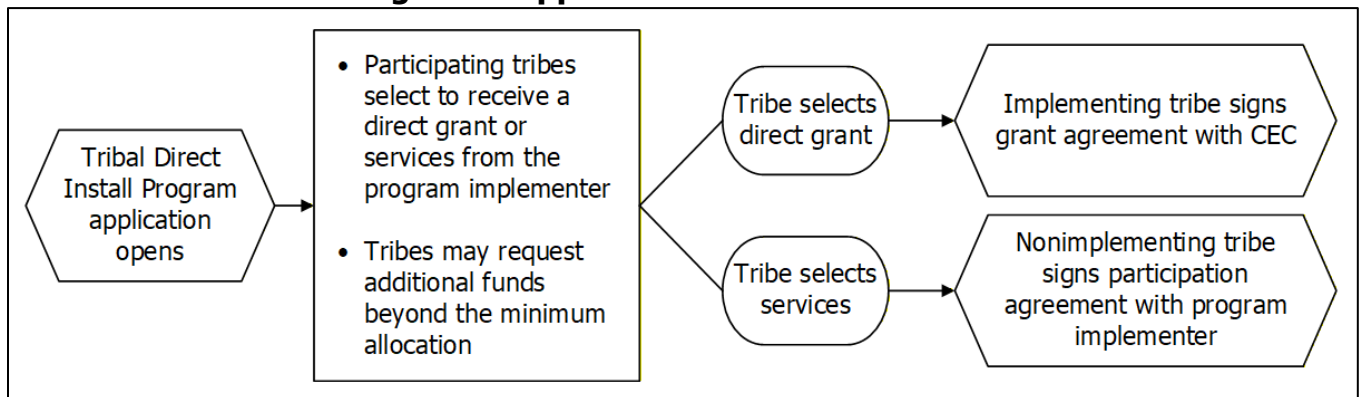 Tribal Direct
Install Program
application
opens
• Participating tribes
select to receive a
direct grant or
services from the
program implementer
• Tribes may request
additional funds
beyond the minimum
allocation
Tribe selects
direct grant
Implementing tribe signs
grant agreement with CEC
Tribe selects
services
Nonimplementing tribe
signs participation
agreement with program
implementer